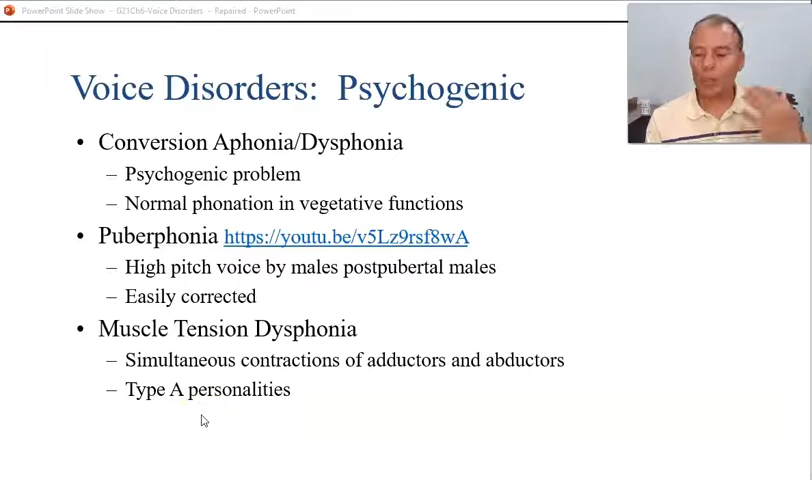 PowerPoint Slide Show - G21Ch6-Voice Disorders - Repaired - PowerPoint
Voice Disorders: Psychogenic
• Conversion Aphonia/Dysphonia
– Psychogenic problem
– Normal phonation in vegetative functions
• Puberphonia https://youtu.be/v5Lz9rsf8wA
– High pitch voice by males postpubertal males
– Easily corrected
• Muscle Tension Dysphonia
– Simultaneous contractions of adductors and abductors
– Type A personalities